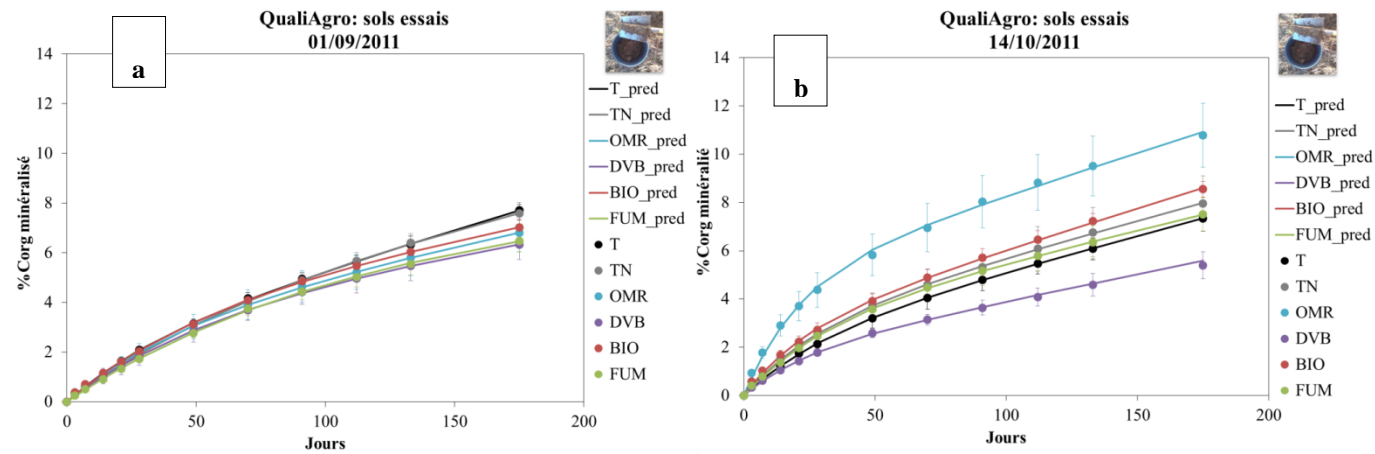 QualiAgro: sols essais
01/09/2011
a
%Corg minéralisé
14
12
10
8
6
4
2
0
0
50
100
150
200
Jours
T_pred
TN_pred
OMR_pred
DVB_pred
BIO_pred
FUM_pred
T
TN
OMR
DVB
BIO
FUM
QualiAgro: sols essais
14/10/2011
b
%Corg minéralié
14
12
10
8
6
4
2
0
0
50
100
150
200
Jours
T_pred
TN_pred
OMR_pred
DVB_pred
BIO_pred
FUM_pred
T
TN
OMR
DVB
BIO
FUM